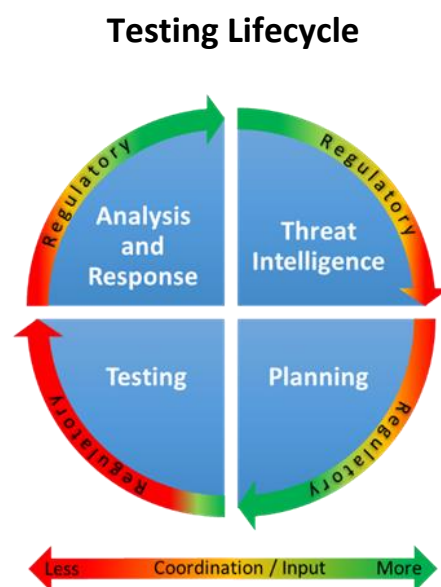 Testing Lifecycle
Regulatory
Regulatory
Analysis
and
Response
Threat
Intelligence
Testing
Planning
Regulatory
Regulatory
Less Coordination / Input More